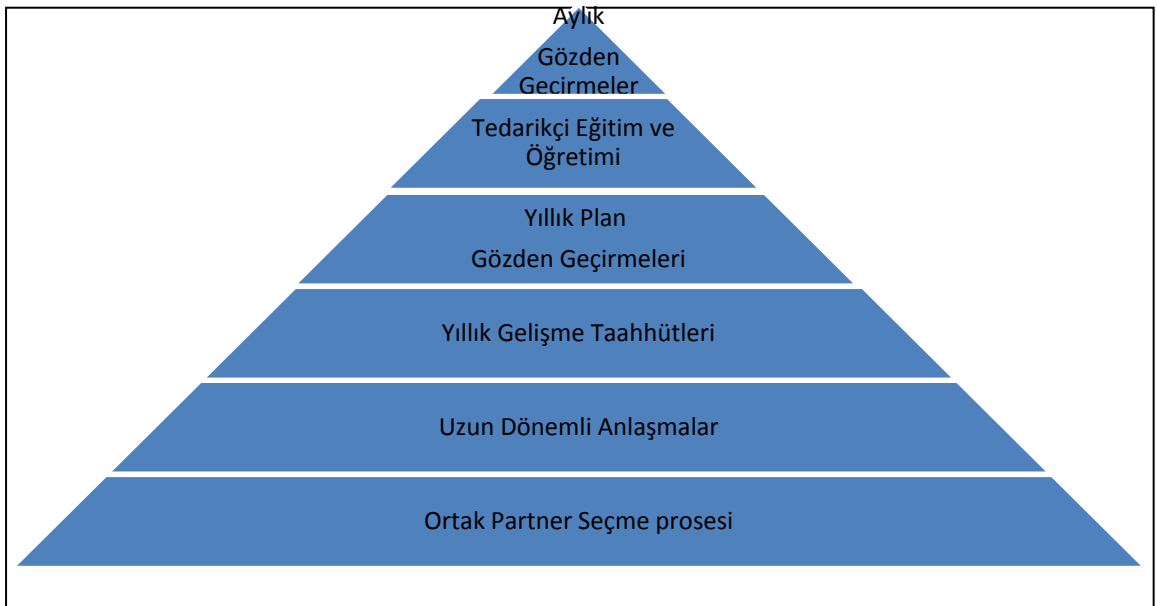 Aylık
Gözden
Geçirmeler
Tedarikçi Eğitim ve
Öğretimi
Yıllık Plan
Gözden Geçirmeleri
Yıllık Gelişme Taahhütleri
Uzun Dönemli Anlaşmalar
Ortak Partner Seçme prosesi